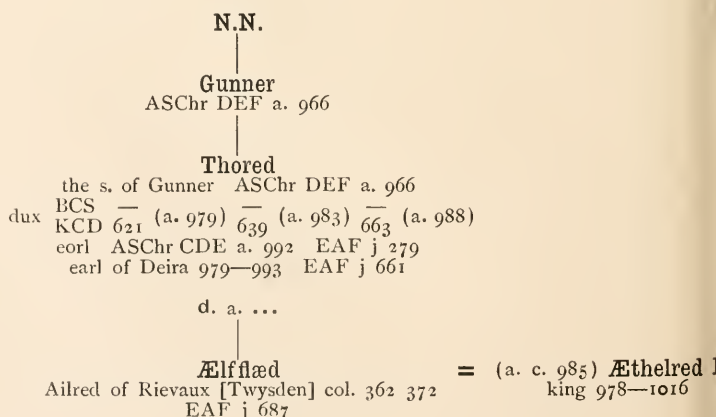 N.N.
Gunner
ASChr DEF a. 966
Thored
the s. of Gunner ASChr DEF a. 966
dux BCS — — —
KCD 621 (a. 979) 639 (a. 983) 663 (a. 988)
eorl ASChr CDE a. 992 EAF j 279
earl of Deira 979—993 EAF j 661
d. a. ...
Ælfflæd = (a. c. 985) Æthelred
Ailred of Rievaux [Twysden] col. 362 372 king 978—1016
EAF j 687